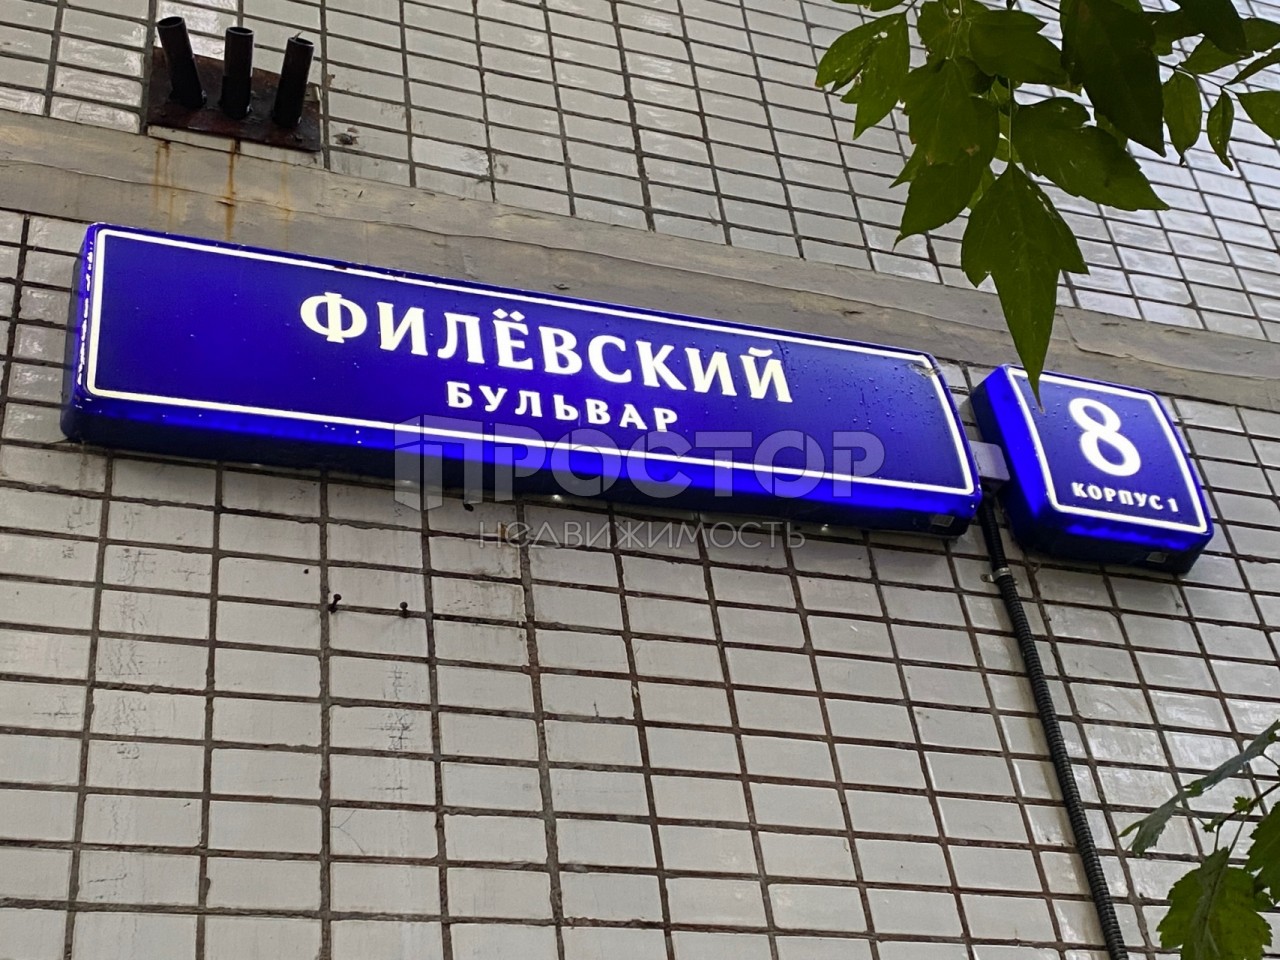 ФИЛЁВСКИЙ
БУЛЬВАР
8
КОРПУС 1
ПРОСТОР
НЕДВИЖИМОСТЬ